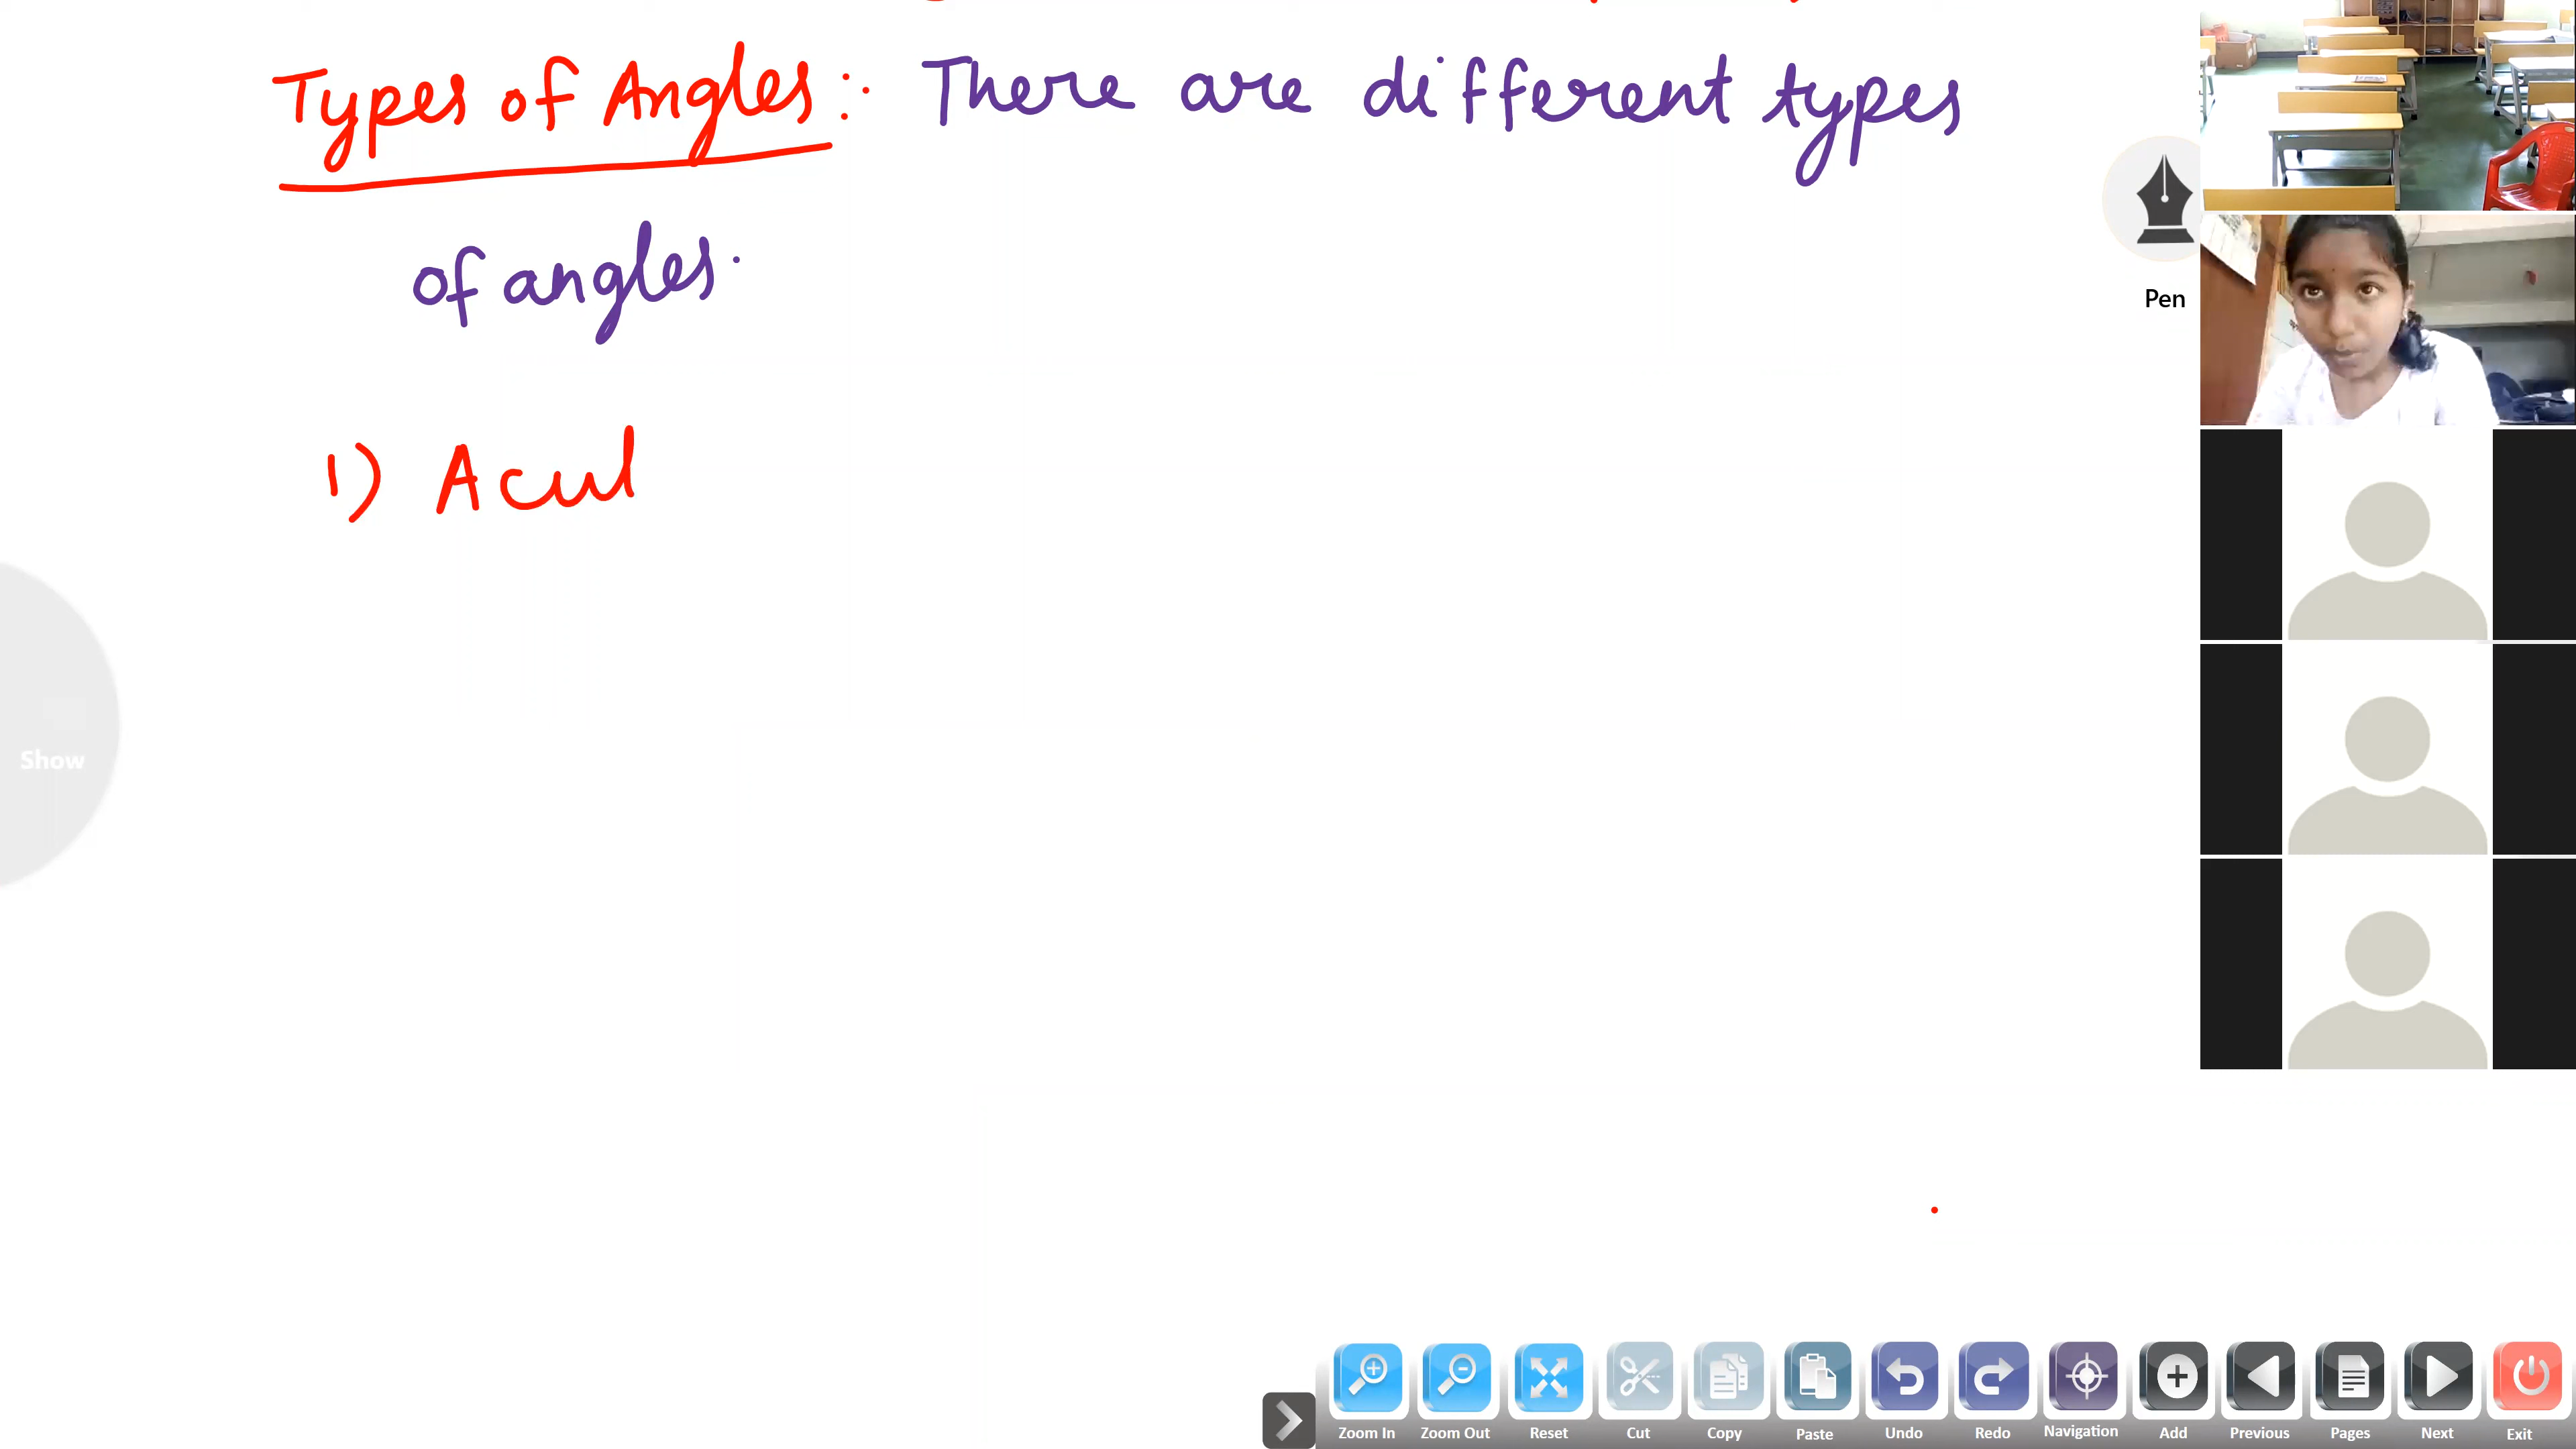 Types of Angles :- There are different types
of angles.
1) Acut
Pen
Show
Zoom In Zoom Out Reset Cut Copy Paste Undo Redo Navigation Add Previous Pages Next Exit